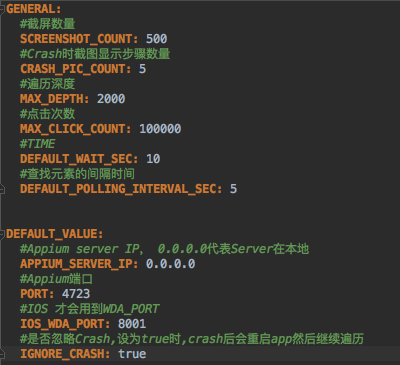 GENERAL:
#截屏数量
SCREENSHOT_COUNT: 500
#Crash时截图显示步骤数量
CRASH_PIC_COUNT: 5
#遍历深度
MAX_DEPTH: 2000
#点击次数
MAX_CLICK_COUNT: 100000
#TIME
DEFAULT_WAIT_SEC: 10
#查找元素的间隔时间
DEFAULT_POLLING_INTERVAL_SEC: 5
DEFAULT_VALUE:
#Appium server IP, 0.0.0.0代表Server在本地
APPIUM_SERVER_IP: 0.0.0.0
#Appium端口
PORT: 4723
#IOS 才会用到WDA_PORT
IOS_WDA_PORT: 8001
#是否忽略Crash,设为true时,crash后会重启app然后继续遍历
IGNORE_CRASH: true